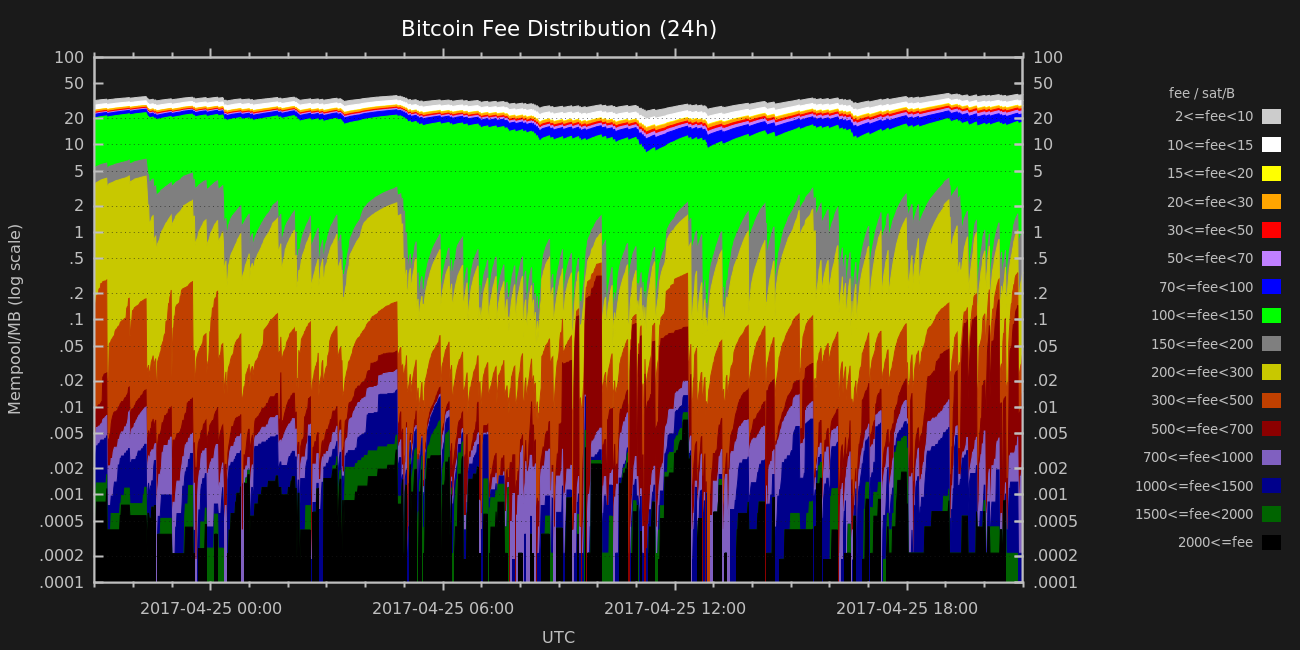 Bitcoin Fee Distribution (24h)
100
50
20
10
5
2
1
.5
.2
.1
.05
.02
.01
.005
.002
.001
.0005
.0002
.0001
Mempool/MB (log scale)
100
50
20
10
5
2
1
.5
.2
.1
.05
.02
.01
.005
.002
.001
.0005
.0002
.0001
2017-04-25 00:00
2017-04-25 06:00
2017-04-25 12:00
2017-04-25 18:00
UTC
fee / sat/B
2<=fee<10
10<=fee<15
15<=fee<20
20<=fee<30
30<=fee<50
50<=fee<70
70<=fee<100
100<=fee<150
150<=fee<200
200<=fee<300
300<=fee<500
500<=fee<700
700<=fee<1000
1000<=fee<1500
1500<=fee<2000
2000<=fee